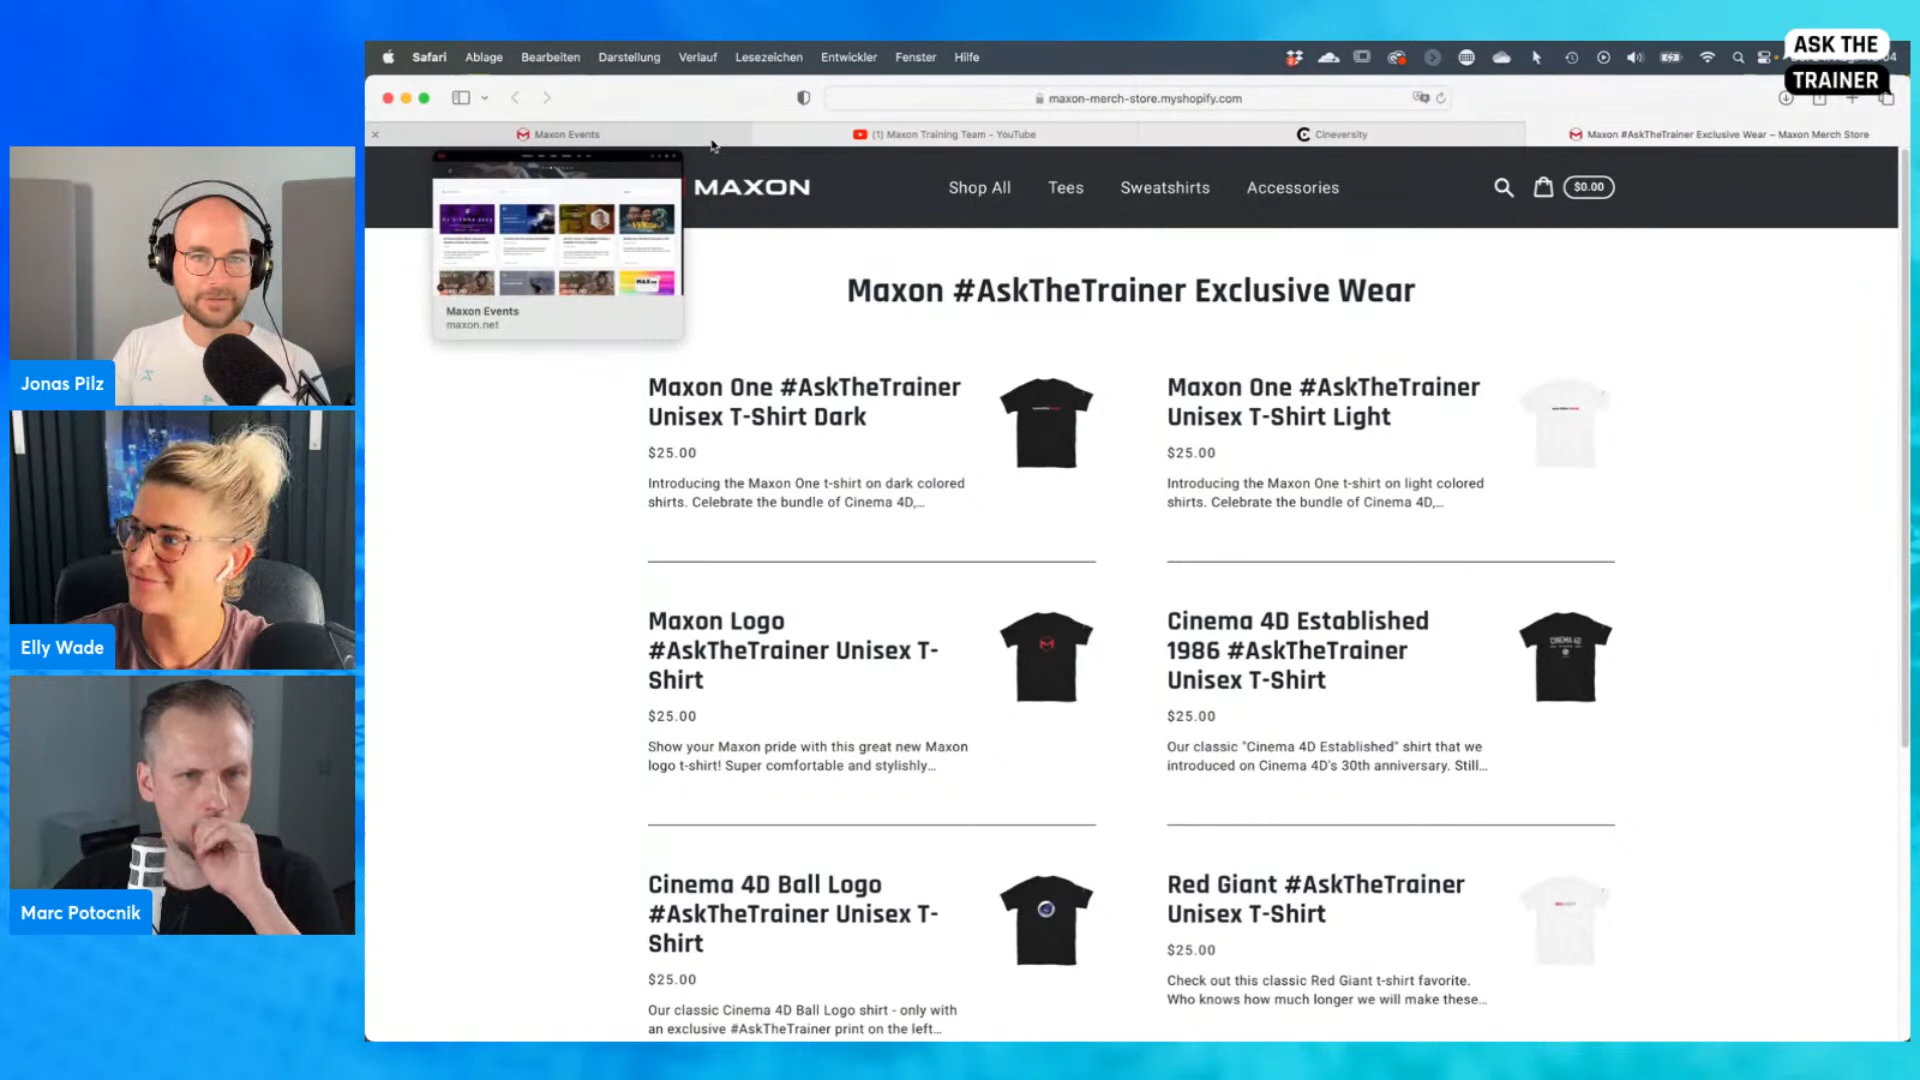 ASK THE
TRAINER
Safari Ablage Bearbeiten Darstellung Verlauf Lesezeichen Entwickler Fenster Hilfe
maxon-merch-store.myshopify.com
Maxon Events
(1) Maxon Training Team - YouTube
Cineversity
Maxon #AskTheTrainer Exclusive Wear – Maxon Merch Store
MAXON
Shop All Tees Sweatshirts Accessories
$0.00
Maxon Events
maxon.net
Maxon #AskTheTrainer Exclusive Wear
Maxon One #AskTheTrainer
Unisex T-Shirt Dark
$25.00
Introducing the Maxon One t-shirt on dark colored
shirts. Celebrate the bundle of Cinema 4D,...
Maxon One #AskTheTrainer
Unisex T-Shirt Light
$25.00
Introducing the Maxon One t-shirt on light colored
shirts. Celebrate the bundle of Cinema 4D,...
Maxon Logo
#AskTheTrainer Unisex T-
Shirt
$25.00
Show your Maxon pride with this great new Maxon
logo t-shirt! Super comfortable and stylishly...
Cinema 4D Established
1986 #AskTheTrainer
Unisex T-Shirt
$25.00
Our classic "Cinema 4D Established" shirt that we
introduced on Cinema 4D's 30th anniversary. Still...
CINEMA 4D
Cinema 4D Ball Logo
#AskTheTrainer Unisex T-
Shirt
$25.00
Our classic Cinema 4D Ball Logo shirt - only with
an exclusive #AskTheTrainer print on the left...
Red Giant #AskTheTrainer
Unisex T-Shirt
$25.00
Check out this classic Red Giant t-shirt favorite.
Who knows how much longer we will make these...
Jonas Pilz
Elly Wade
Marc Potocnik